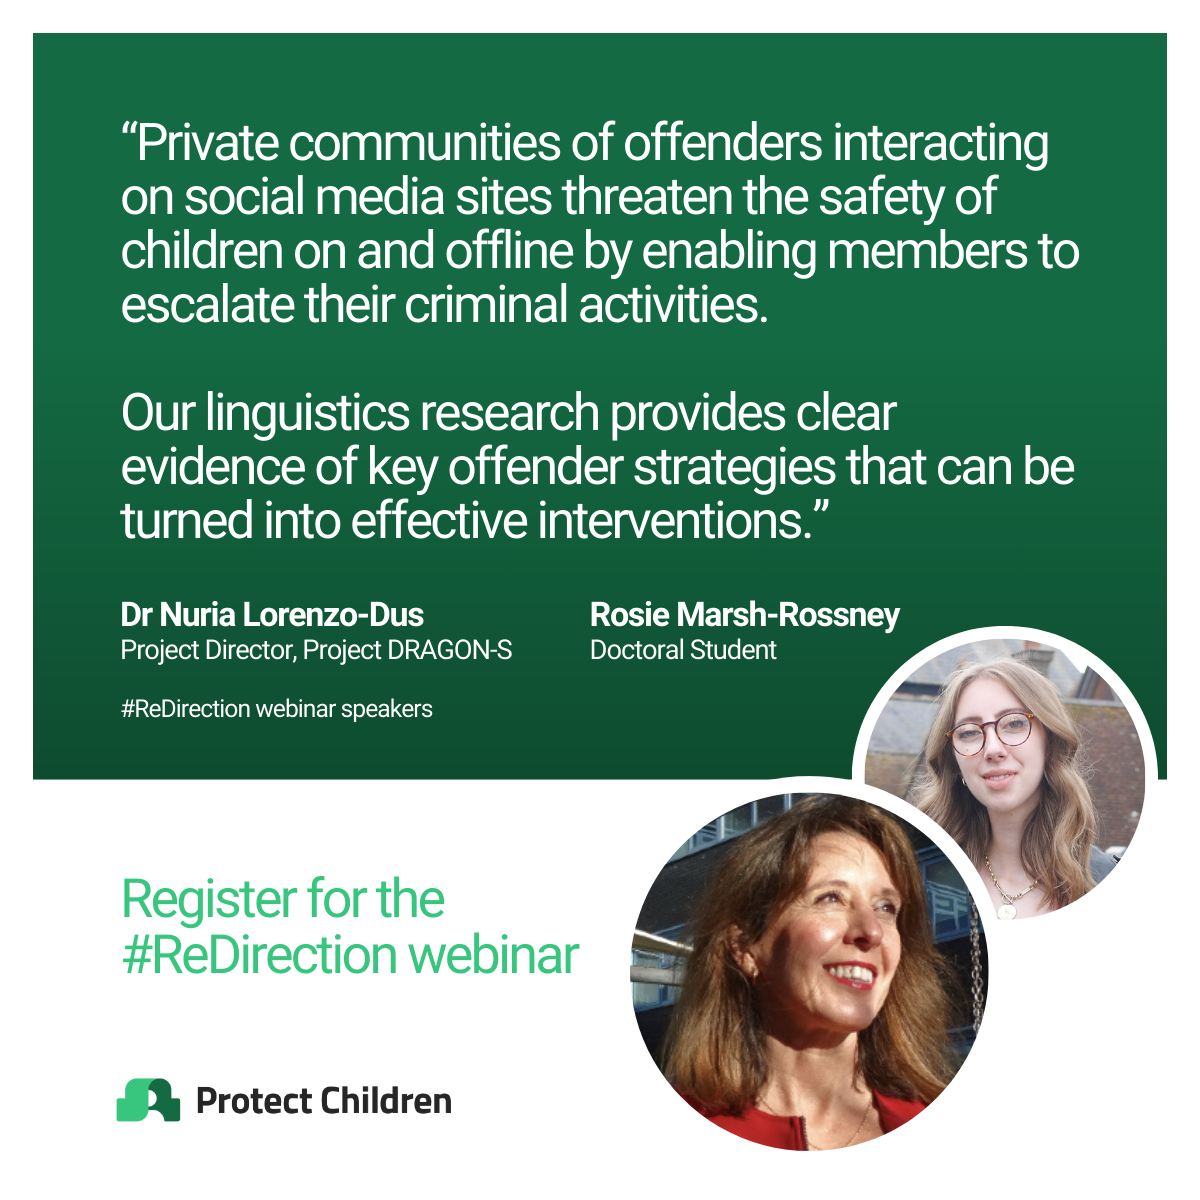 “Private communities of offenders interacting
on social media sites threaten the safety of
children on and offline by enabling members to
escalate their criminal activities.
Our linguistics research provides clear
evidence of key offender strategies that can be
turned into effective interventions.”
Dr Nuria Lorenzo-Dus
Project Director, Project DRAGON-S
Rosie Marsh-Rossney
Doctoral Student
#ReDirection webinar speakers
Register for the
#ReDirection webinar
Protect Children